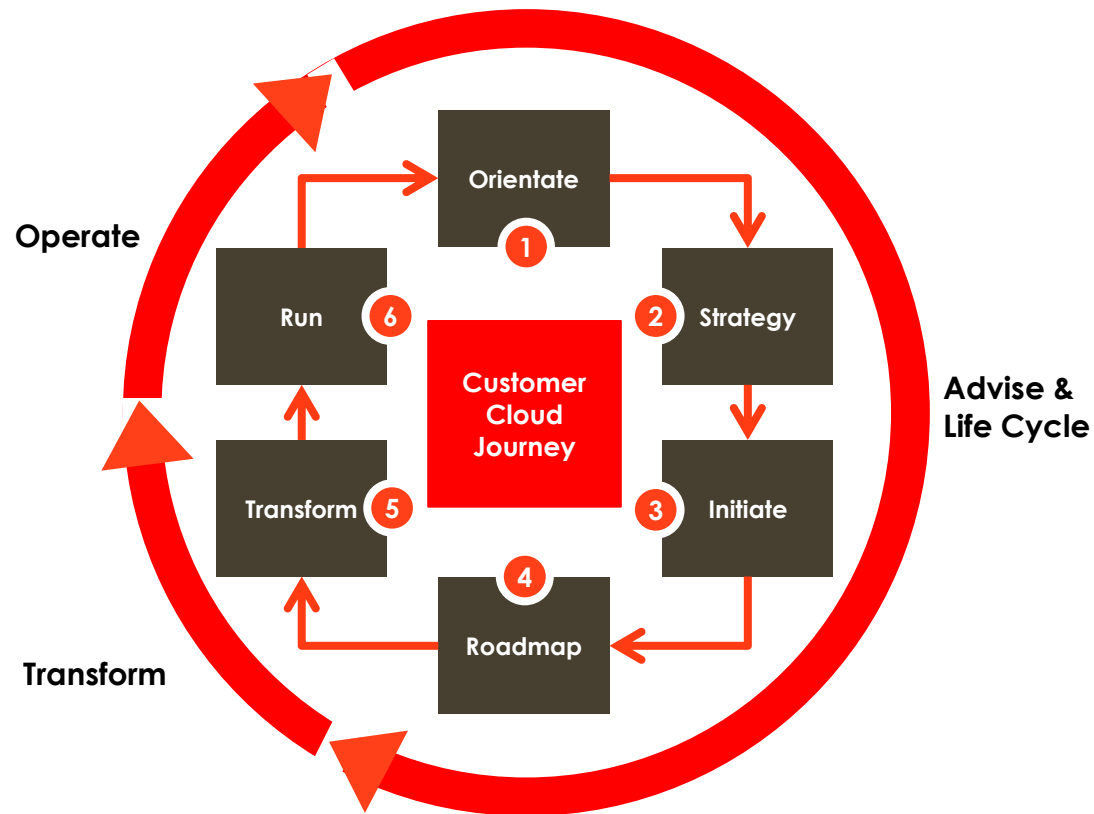 Orientate
1
Operate
Run
6
2
Strategy
Customer
Cloud
Journey
Advise &
Life Cycle
Transform
5
3
Initiate
4
Roadmap
Transform